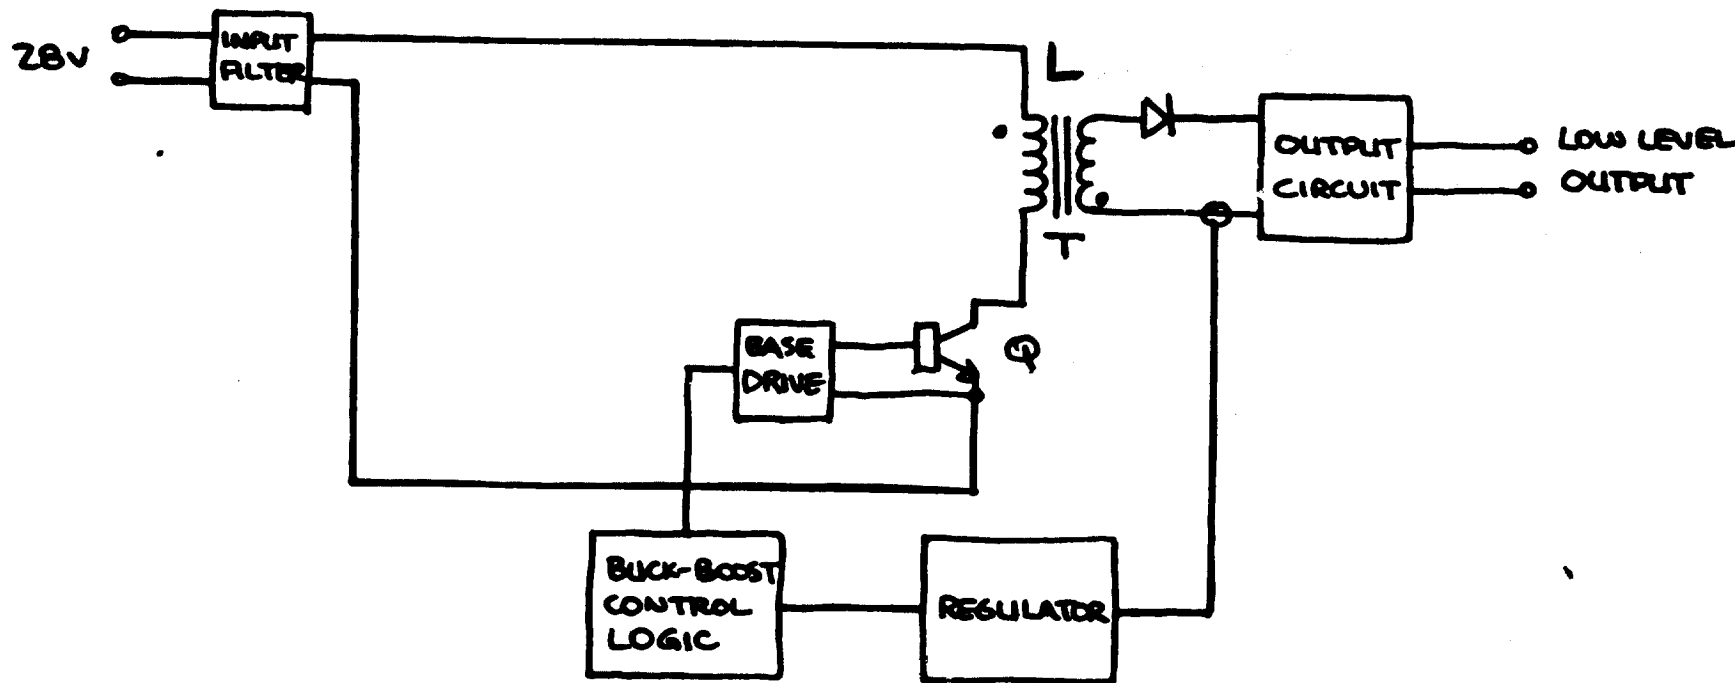 28V
INPUT
FILTER
L
T
OUTPUT
CIRCUIT
LOW LEVEL
OUTPUT
BASE
DRIVE
Q
BUCK-BOOST
CONTROL
LOGIC
REGULATOR